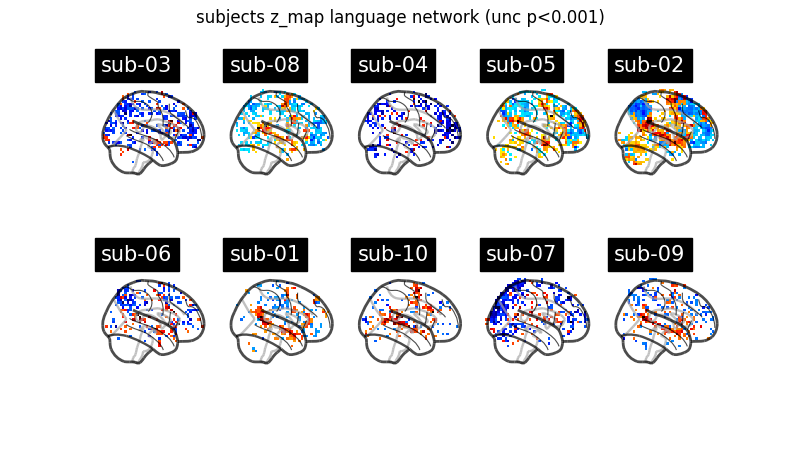 subjects z_map language network (unc p<0.001)
sub-03
sub-08
sub-04
sub-05
sub-02
sub-06
sub-01
sub-10
sub-07
sub-09